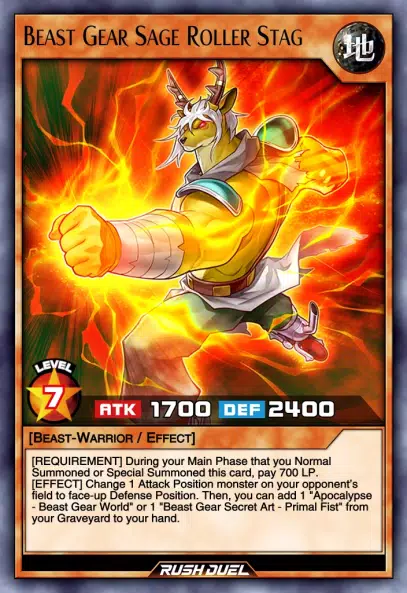 BEAST GEAR SAGE ROLLER STAG
地
LEVEL
7
ATK 1700 DEF 2400
[BEAST-WARRIOR / EFFECT]
[REQUIREMENT] During your Main Phase that you Normal
Summoned or Special Summoned this card, pay 700 LP.
[EFFECT] Change 1 Attack Position monster on your opponent's
field to face-up Defense Position. Then, you can add 1 "Apocalypse
- Beast Gear World" or 1 "Beast Gear Secret Art - Primal Fist" from
your Graveyard to your hand.
RUSH DUEL